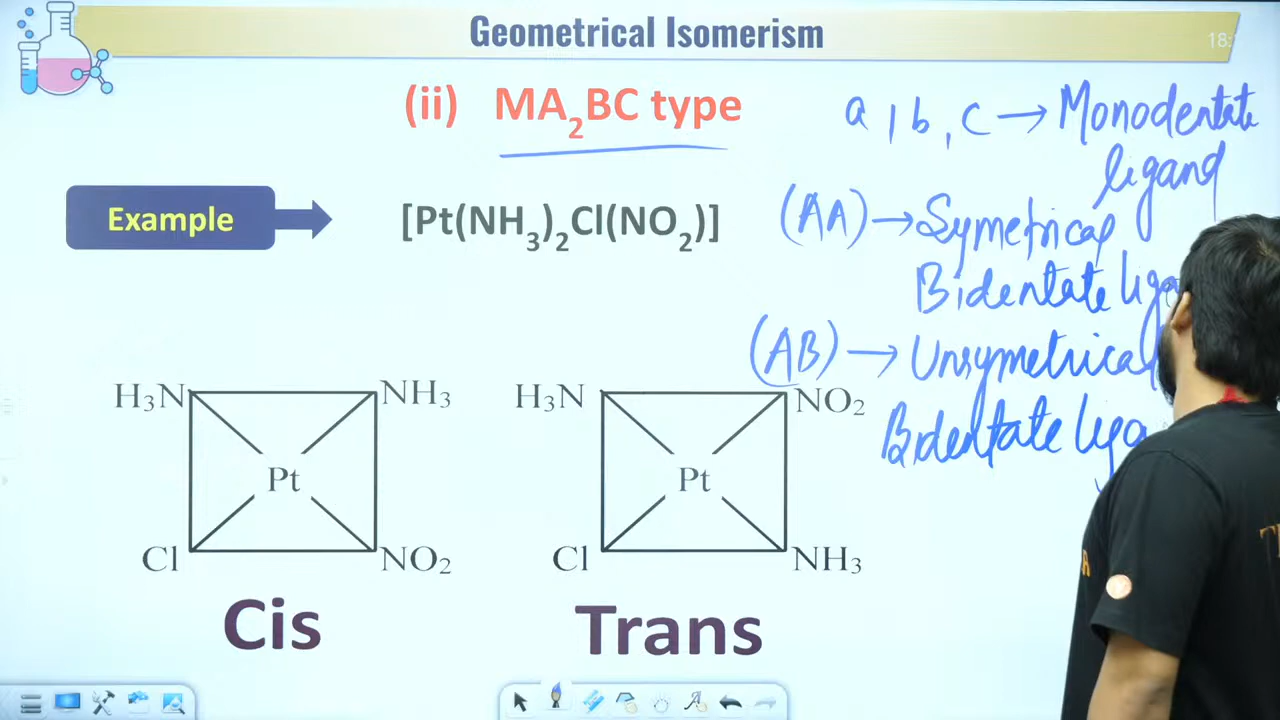 Geometrical Isomerism
18:
(ii) MA₂BC type
a, b, c → Monodentate
ligand
Example
[Pt(NH₃)₂Cl(NO₂)]
(AA) → Symetrical
Bidentate liga
(AB) → Unsymetrical
Bidentate liga
H₃N NH₃
Pt
Cl NO₂
Cis
H₃N NO₂
Pt
Cl NH₃
Trans